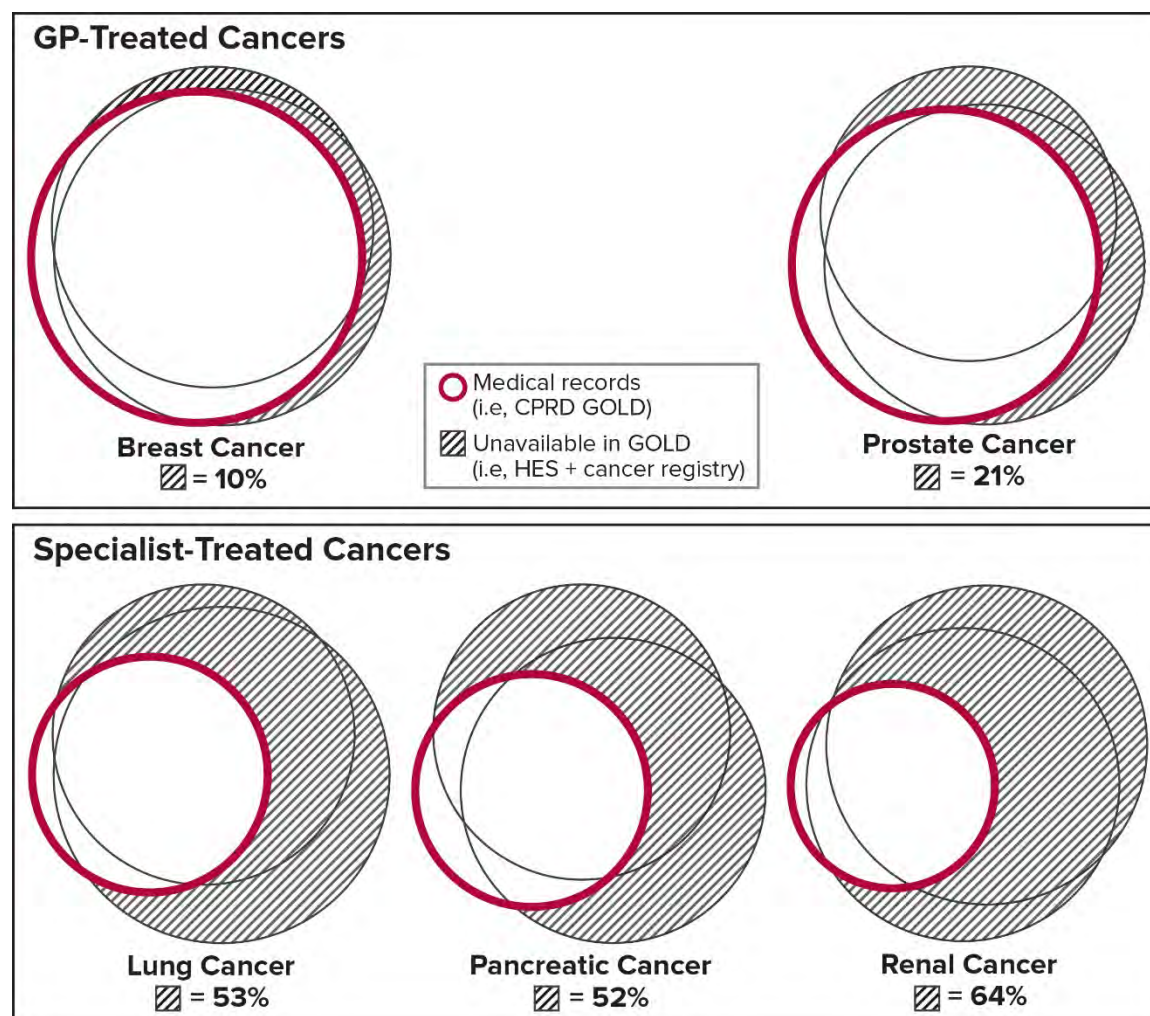 GP-Treated Cancers
Medical records
(i.e, CPRD GOLD)
Unavailable in GOLD
(i.e, HES + cancer registry)
Breast Cancer
= 10%
Prostate Cancer
= 21%
Specialist-Treated Cancers
Lung Cancer
= 53%
Pancreatic Cancer
= 52%
Renal Cancer
= 64%